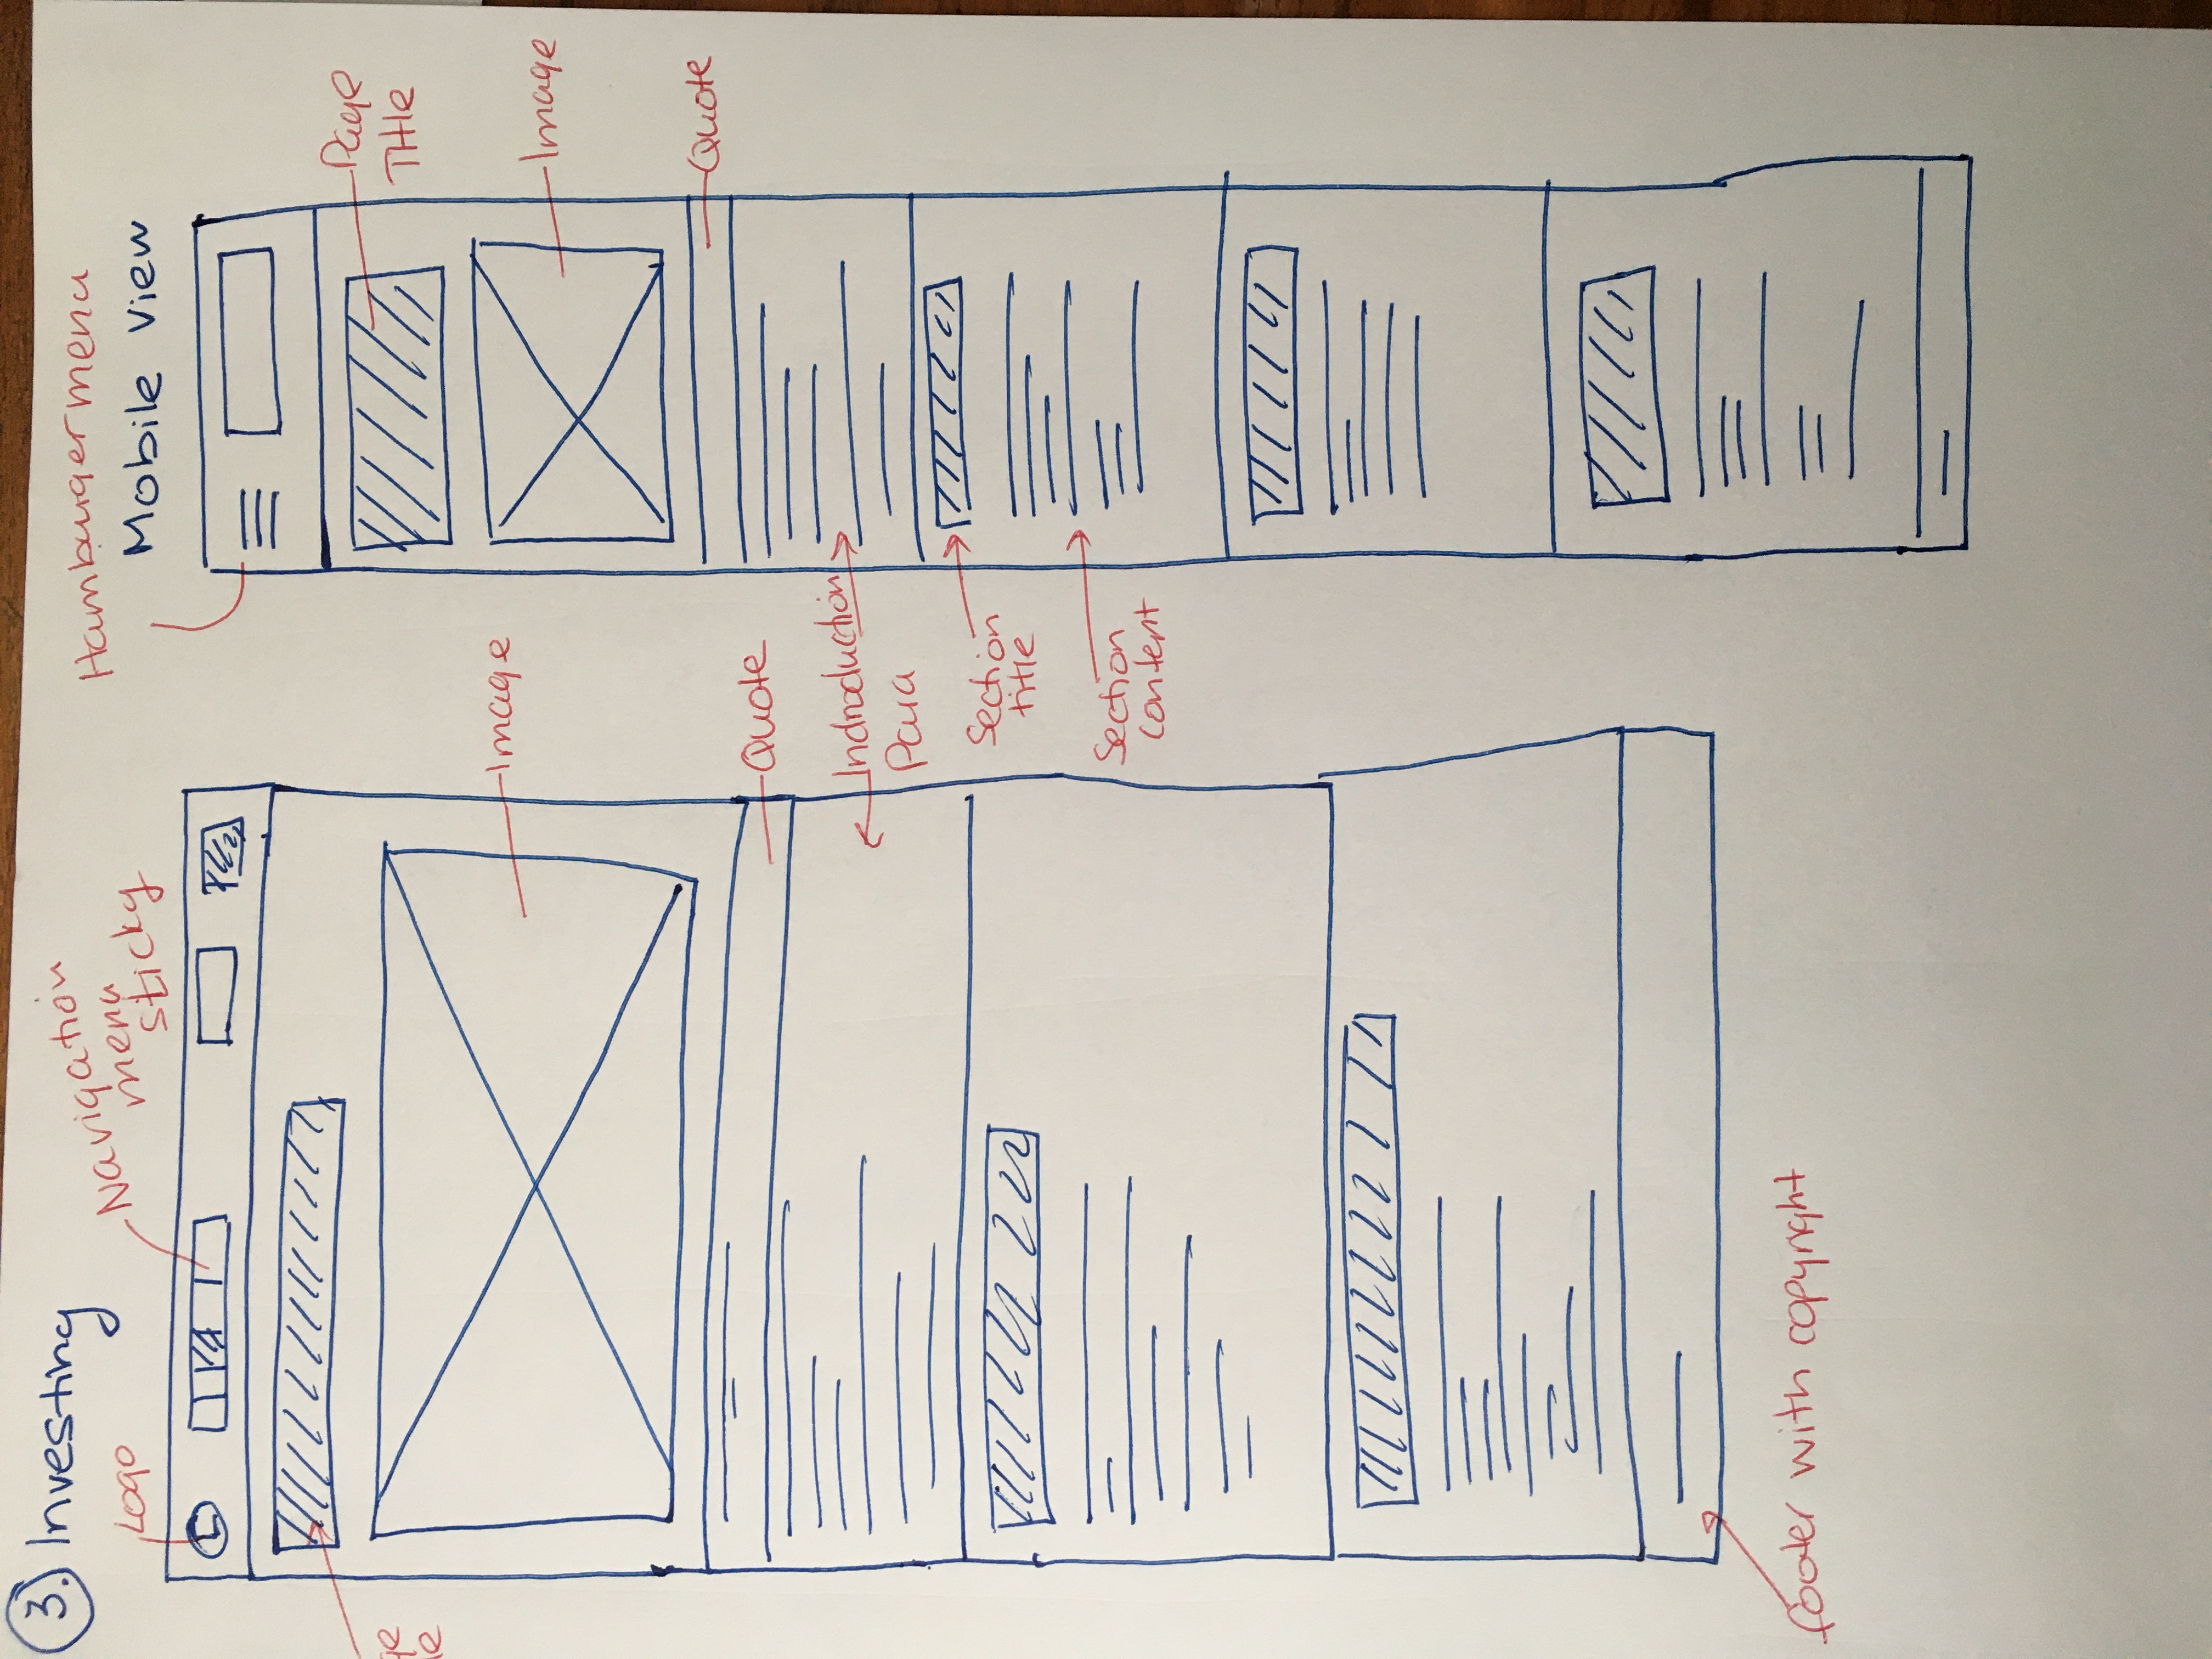 3. Investing
Logo
Navigation
menu
sticky
Hamburger menu
Mobile View
L
Page
Title
ge
le
Image
Image
Quote
Quote
Indroduction
Para
Section
title
Section
content
footer with copyright